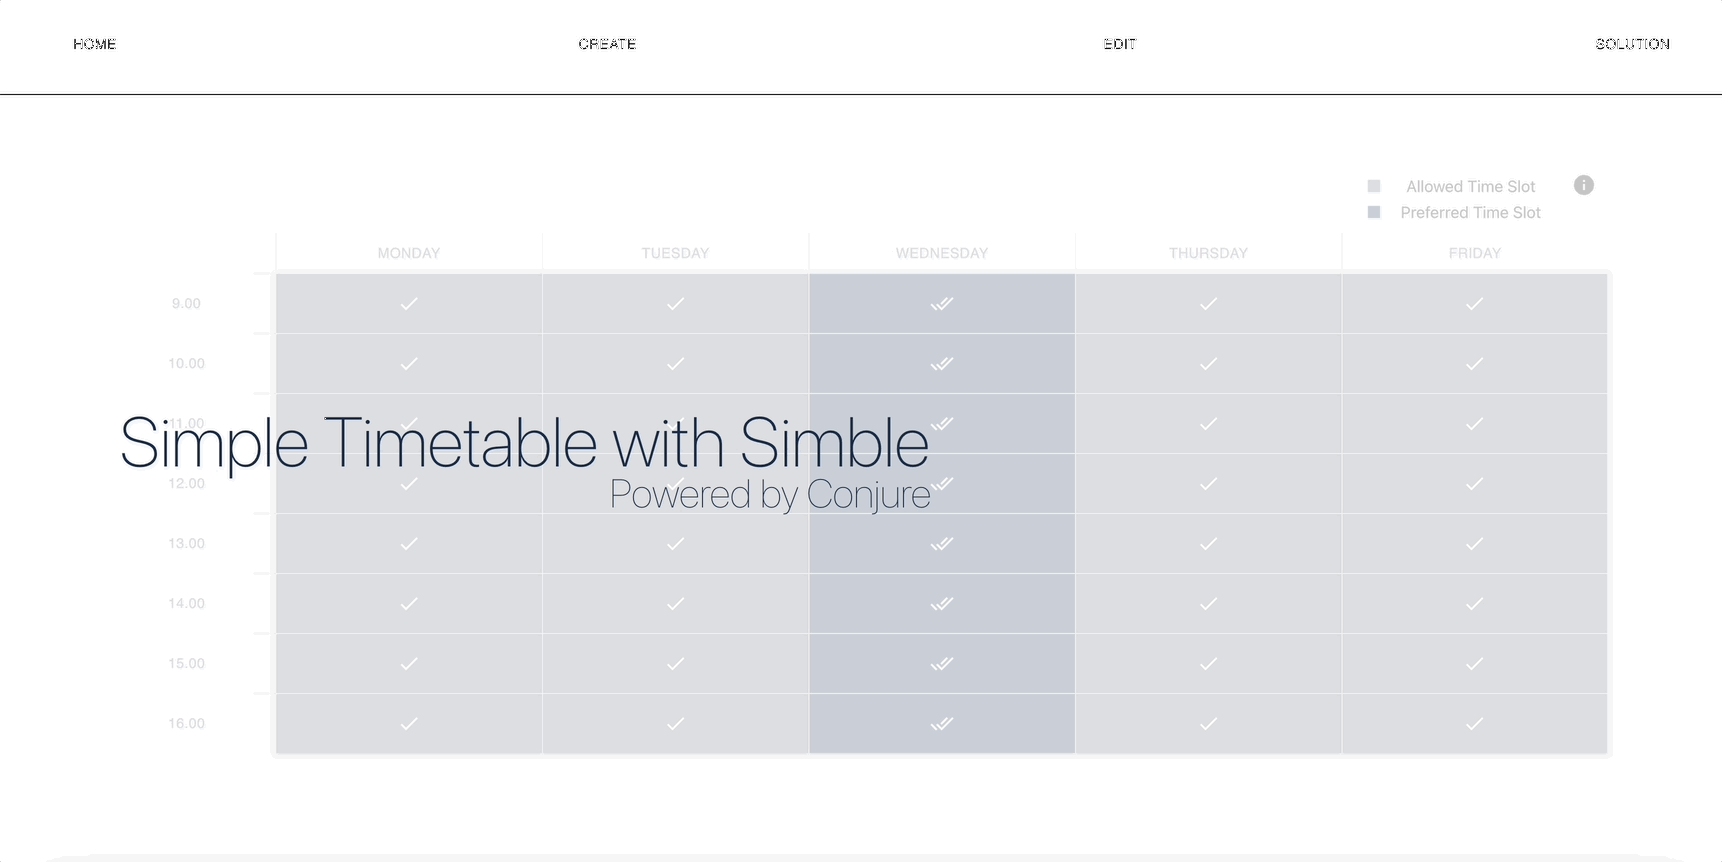 HOME CREATE EDIT SOLUTION
Allowed Time Slot
Preferred Time Slot
MONDAY TUESDAY WEDNESDAY THURSDAY FRIDAY
9.00
10.00
11.00
Simple Timetable with Simble
12.00
Powered by Conjure
13.00
14.00
15.00
16.00